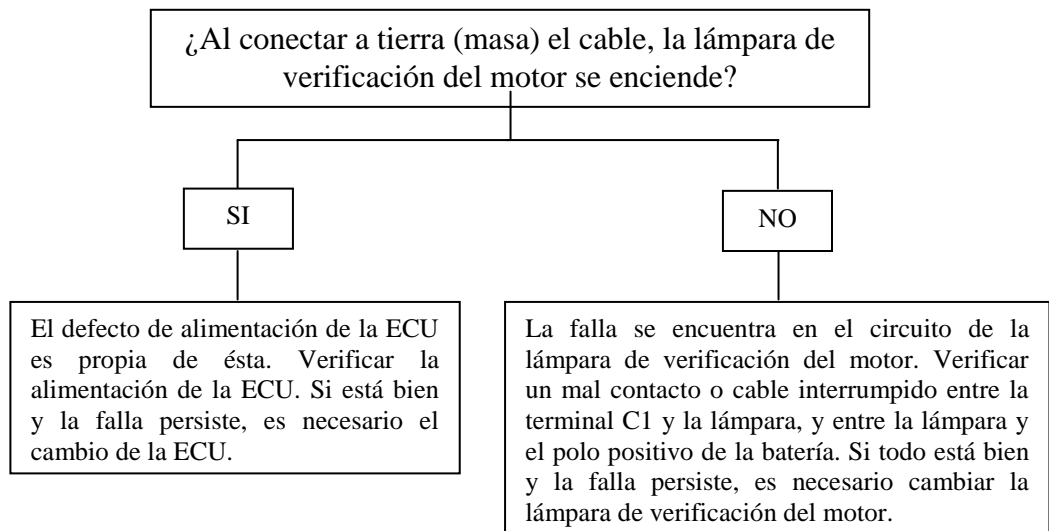 ¿Al conectar a tierra (masa) el cable, la lámpara de
verificación del motor se enciende?
SI
NO
El defecto de alimentación de la ECU
es propia de ésta. Verificar la
alimentación de la ECU. Si está bien
y la falla persiste, es necesario el
cambio de la ECU.
La falla se encuentra en el circuito de la
lámpara de verificación del motor. Verificar
un mal contacto o cable interrumpido entre la
terminal C1 y la lámpara, y entre la lámpara y
el polo positivo de la batería. Si todo está bien
y la falla persiste, es necesario cambiar la
lámpara de verificación del motor.